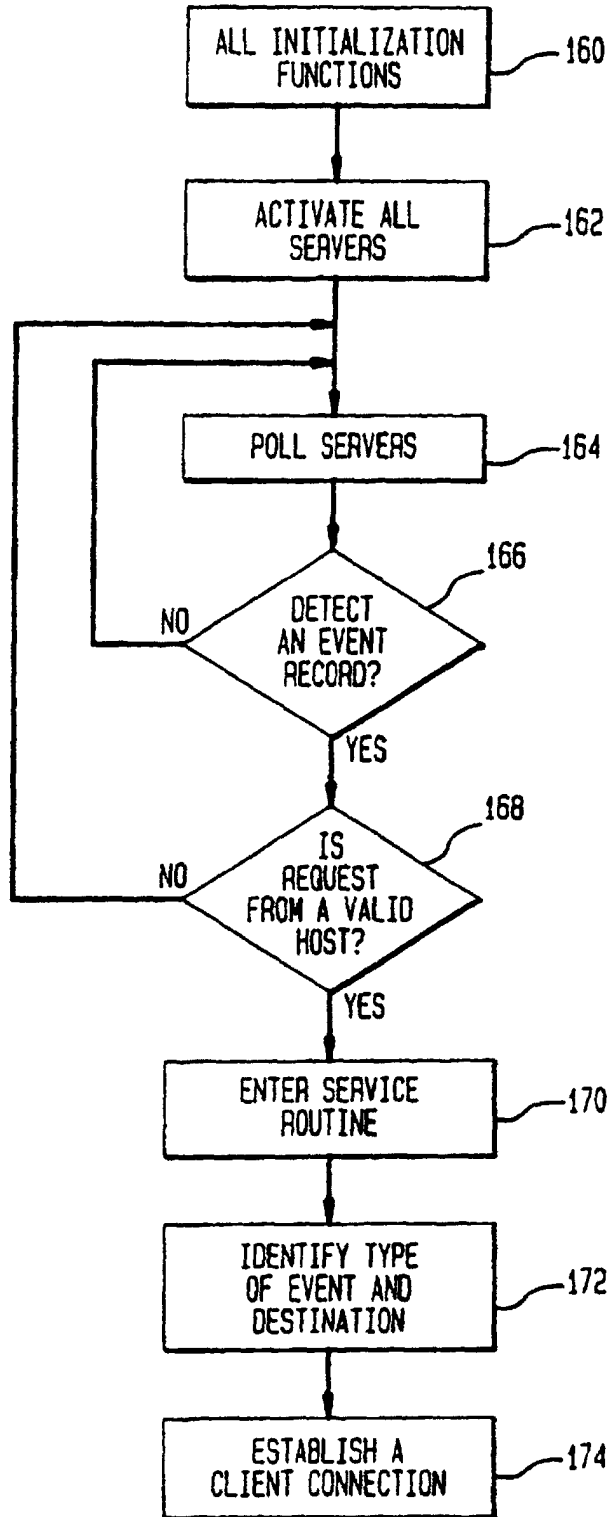 ALL INITIALIZATION
FUNCTIONS
160
ACTIVATE ALL
SERVERS
162
POLL SERVERS
164
166
DETECT
AN EVENT
RECORD?
NO
YES
168
IS
REQUEST
FROM A VALID
HOST?
NO
YES
ENTER SERVICE
ROUTINE
170
IDENTIFY TYPE
OF EVENT AND
DESTINATION
172
ESTABLISH A
CLIENT CONNECTION
174